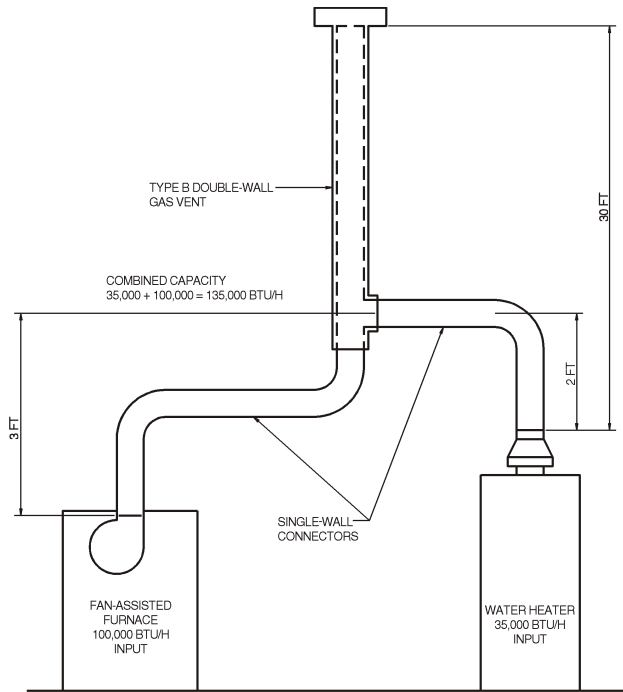 TYPE B DOUBLE-WALL
GAS VENT
30 FT
COMBINED CAPACITY
35,000 + 100,000 = 135,000 BTU/H
2 FT
3 FT
SINGLE-WALL
CONNECTORS
FAN-ASSISTED
FURNACE
100,000 BTU/H
INPUT
WATER HEATER
35,000 BTU/H
INPUT